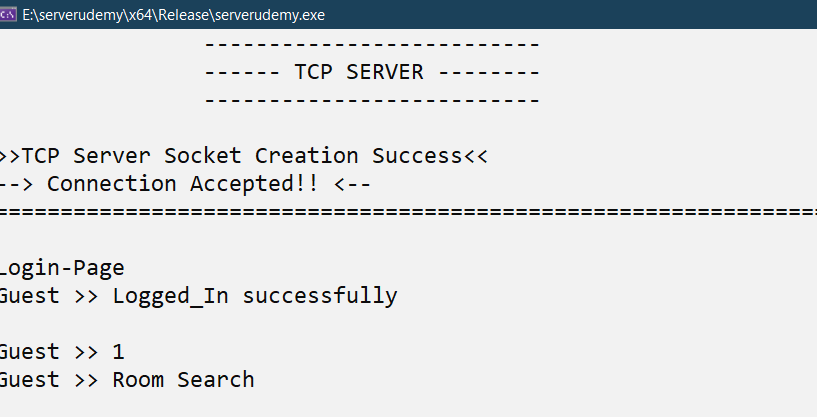 E:\serverudemy\x64\Release\serverudemy.exe
--------------------------
------ TCP SERVER --------
--------------------------
>>TCP Server Socket Creation Success<<
--> Connection Accepted!! <--
================================================================
Login-Page
Guest >> Logged_In successfully
Guest >> 1
Guest >> Room Search